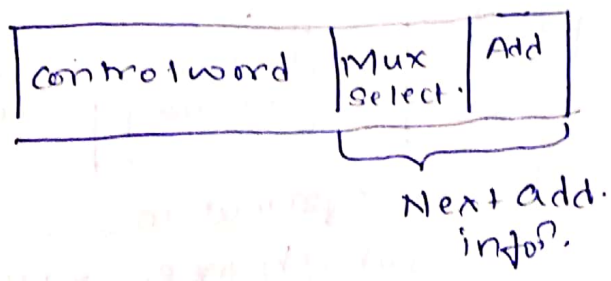 controlword
Mux
Select.
Add
Next add.
infoⁿ.